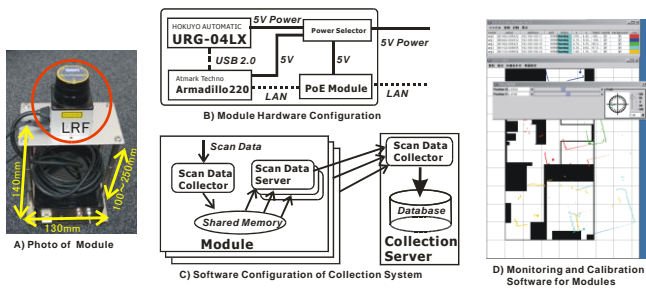 LRF
140mm
130mm
100～250mm
A) Photo of Module
HOKUYO AUTOMATIC
URG-04LX
5V Power
Power Selector
5V Power
USB 2.0
5V
5V
Atmark Techno
Armadillo220
LAN
PoE Module
LAN
B) Module Hardware Configuration
Scan Data
Scan Data
Collector
Scan Data
Server
Shared Memory
Module
Scan Data
Collector
Database
Collection
Server
C) Software Configuration of Collection System
D) Monitoring and Calibration
Software for Modules